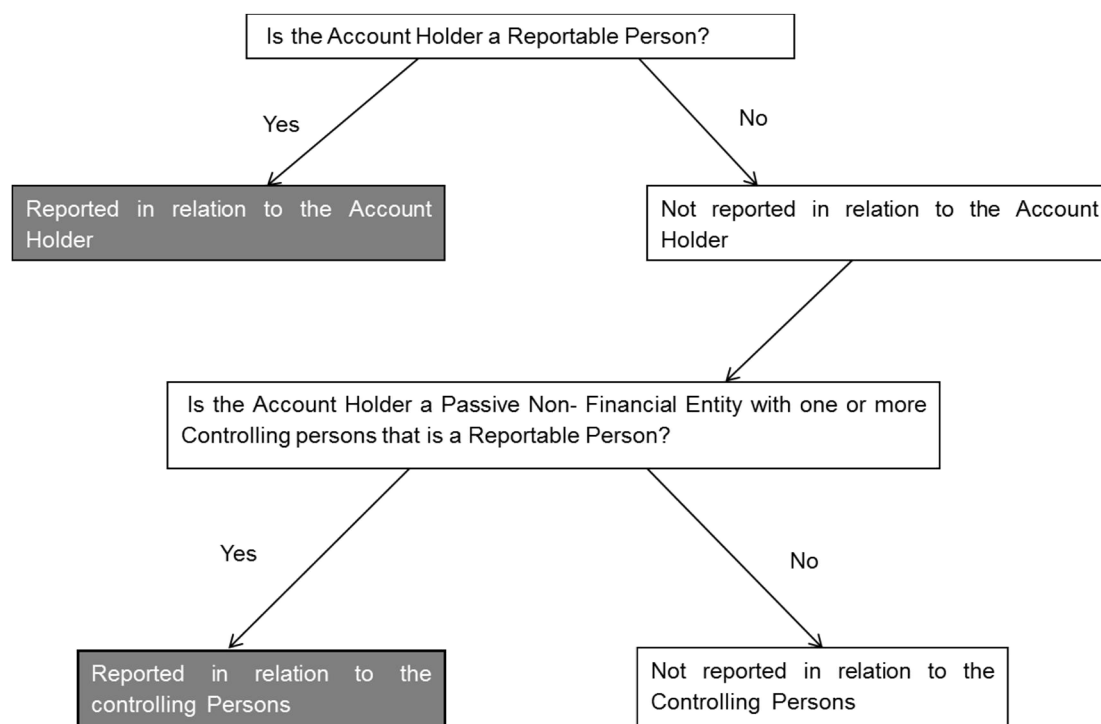 Is the Account Holder a Reportable Person?
Yes
No
Reported in relation to the Account
Holder
Not reported in relation to the Account
Holder
Is the Account Holder a Passive Non- Financial Entity with one or more
Controlling persons that is a Reportable Person?
Yes
No
Reported in relation to the
controlling Persons
Not reported in relation to the
Controlling Persons